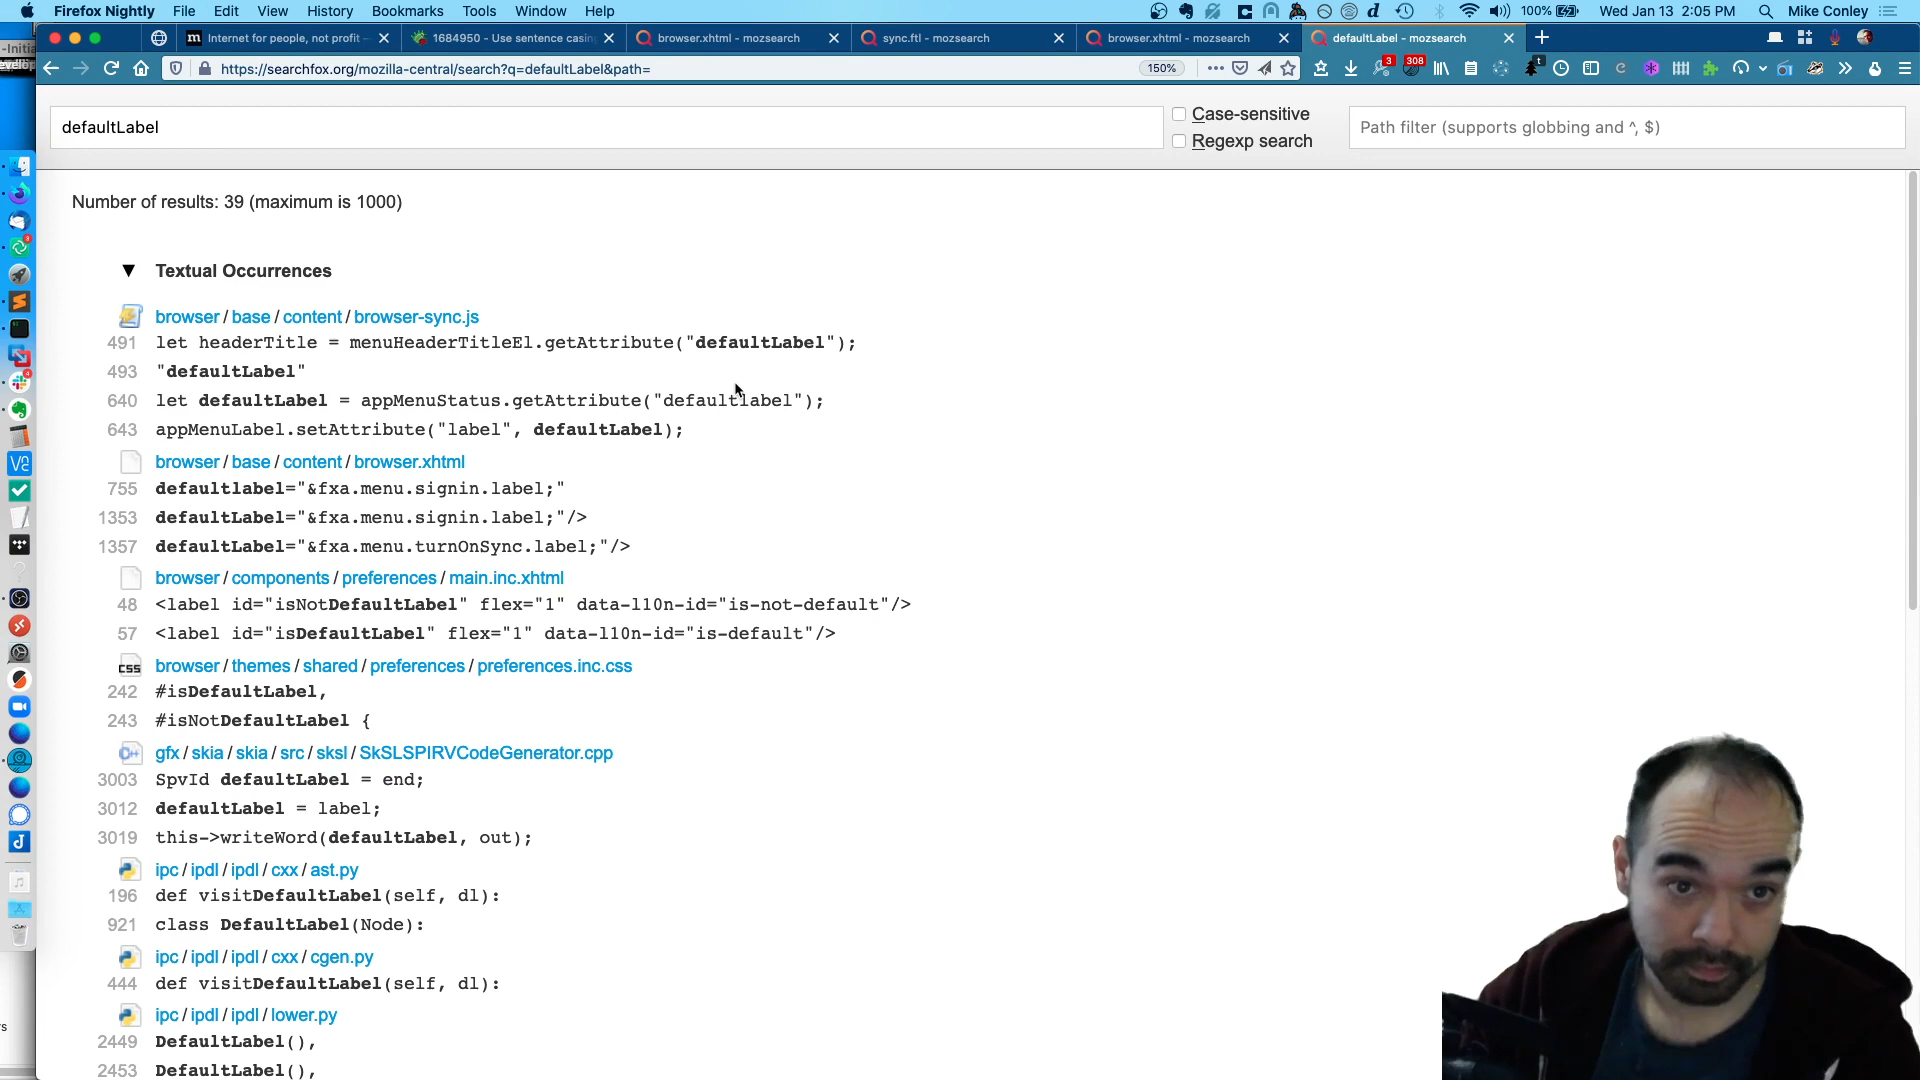 Firefox Nightly File Edit View History Bookmarks Tools Window Help
100% Wed Jan 13 2:05 PM Mike Conley
Internet for people, not profit — 1684950 - Use sentence casin browser.xhtml - mozsearch sync.ftl - mozsearch browser.xhtml - mozsearch defaultLabel - mozsearch
https://searchfox.org/mozilla-central/search?q=defaultLabel&path= 150% 3 308
defaultLabel
Case-sensitive
Regexp search
Path filter (supports globbing and ^, $)
Number of results: 39 (maximum is 1000)
▼ Textual Occurrences
browser / base / content / browser-sync.js
491 let headerTitle = menuHeaderTitleEl.getAttribute("defaultLabel");
493 "defaultLabel"
640 let defaultLabel = appMenuStatus.getAttribute("defaultlabel");
643 appMenuLabel.setAttribute("label", defaultLabel);
browser / base / content / browser.xhtml
755 defaultlabel="&fxa.menu.signin.label;"
1353 defaultLabel="&fxa.menu.signin.label;"/>
1357 defaultLabel="&fxa.menu.turnOnSync.label;"/>
browser / components / preferences / main.inc.xhtml
48 <label id="isNotDefaultLabel" flex="1" data-l10n-id="is-not-default"/>
57 <label id="isDefaultLabel" flex="1" data-l10n-id="is-default"/>
css browser / themes / shared / preferences / preferences.inc.css
242 #isDefaultLabel,
243 #isNotDefaultLabel {
gfx / skia / skia / src / sksl / SkSLSPIRVCodeGenerator.cpp
3003 SpvId defaultLabel = end;
3012 defaultLabel = label;
3019 this->writeWord(defaultLabel, out);
ipc / ipdl / ipdl / cxx / ast.py
196 def visitDefaultLabel(self, dl):
921 class DefaultLabel(Node):
ipc / ipdl / ipdl / cxx / cgen.py
444 def visitDefaultLabel(self, dl):
ipc / ipdl / ipdl / lower.py
2449 DefaultLabel(),
2453 DefaultLabel(),